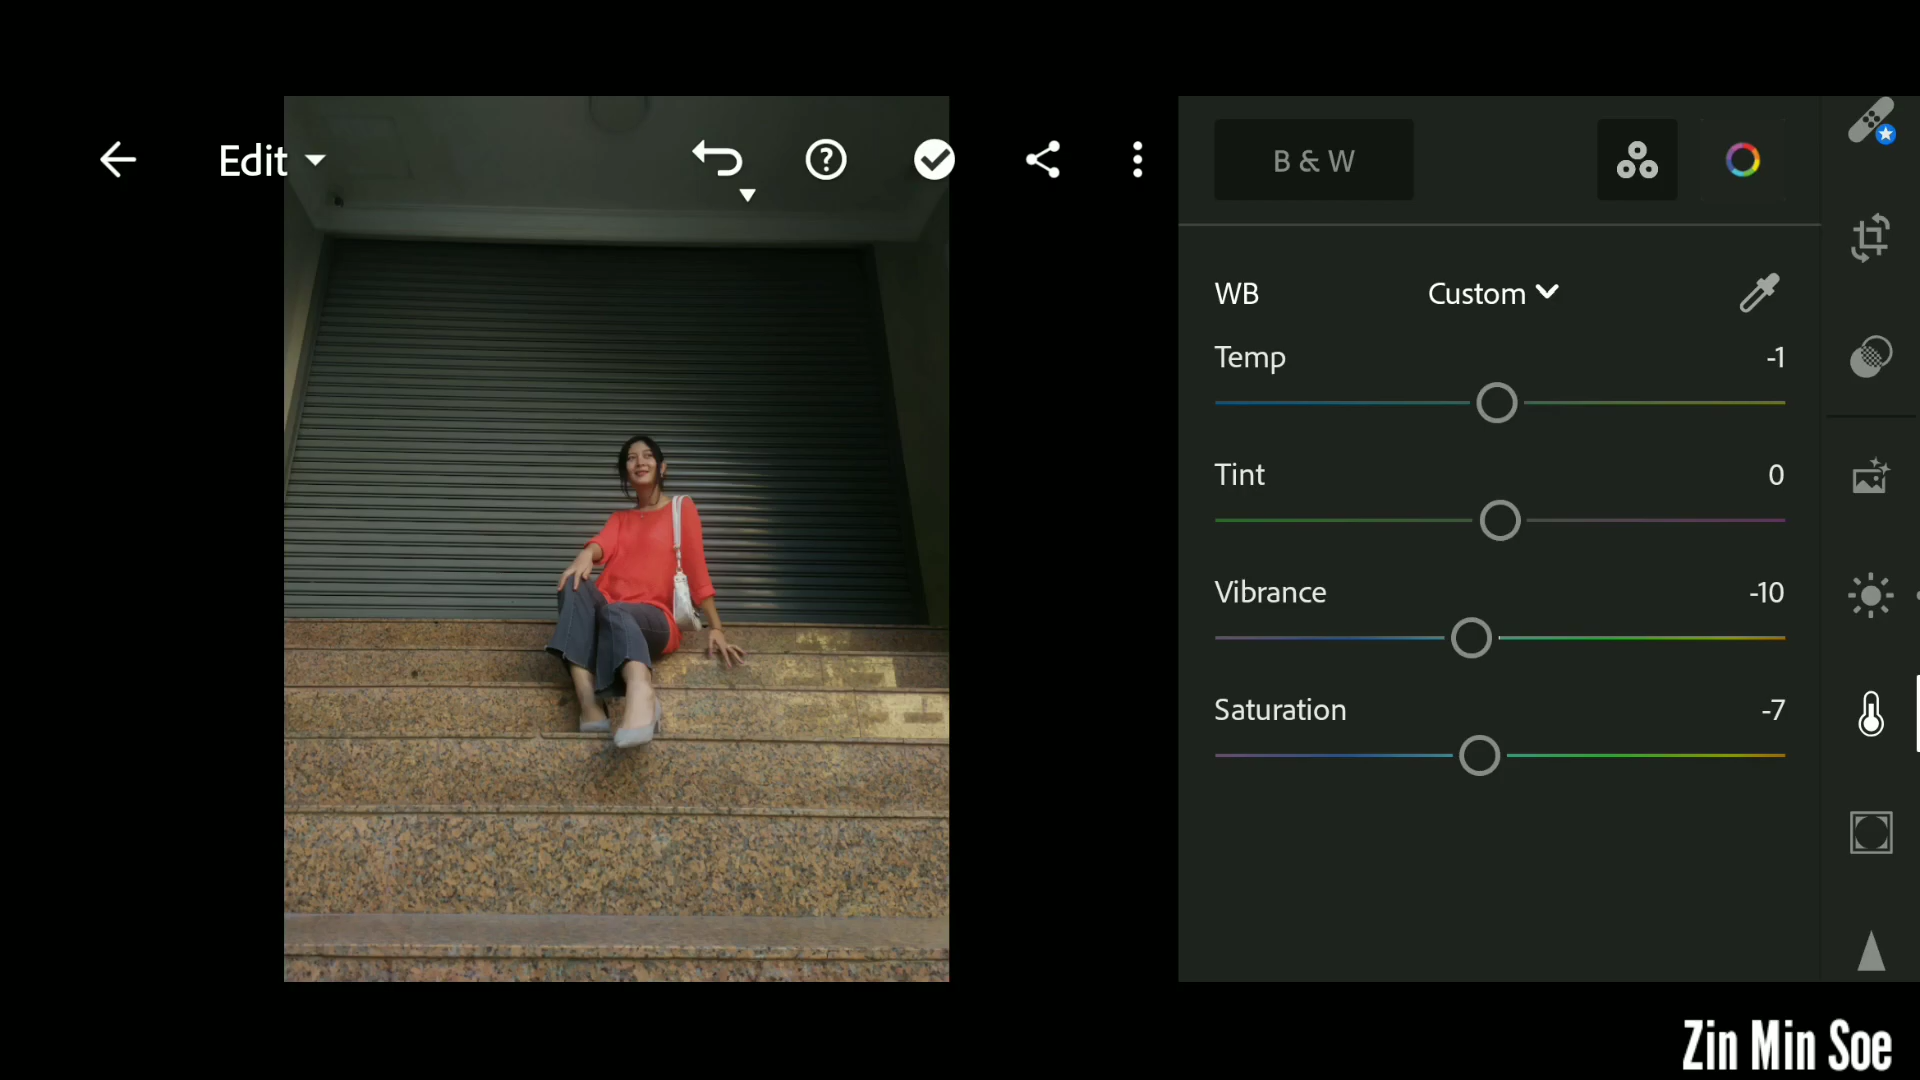 Edit
B & W
WB Custom
Temp -1
Tint 0
Vibrance -10
Saturation -7
Zin Min Soe